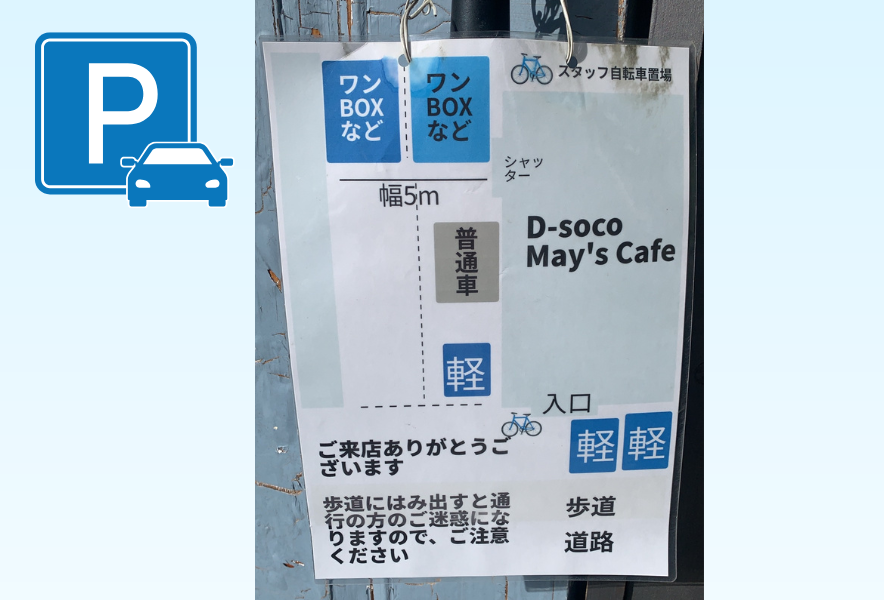 P
ワン
BOX
など
ワン
BOX
など
スタッフ自転車置場
シャッ
ター
幅5m
普
通
車
D-soco
May's Cafe
軽
入口
軽
軽
ご来店ありがとうご
ざいます
歩道にはみ出すと通
行の方のご迷惑にな
りますので、ご注意
ください
歩道
道路